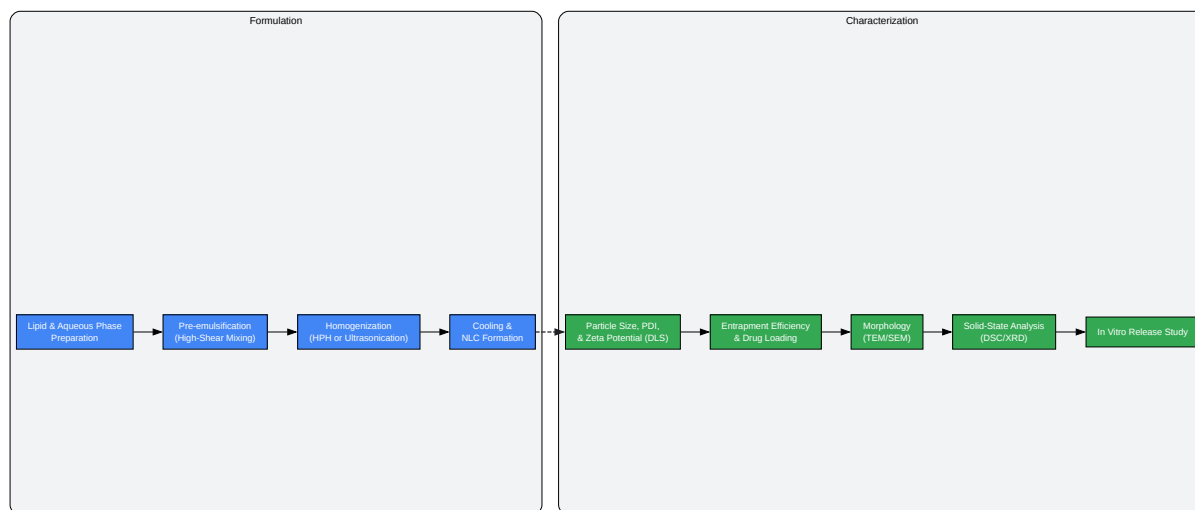 Formulation
Characterization
Lipid & Aqueous Phase
Preparation
Pre-emulsification
(High-Shear Mixing)
Homogenization
(HPH or Ultrasonication)
Cooling &
NLC Formation
Particle Size, PDI,
& Zeta Potential (DLS)
Entrapment Efficiency
& Drug Loading
Morphology
(TEM/SEM)
Solid-State Analysis
(DSC/XRD)
In Vitro Release Study